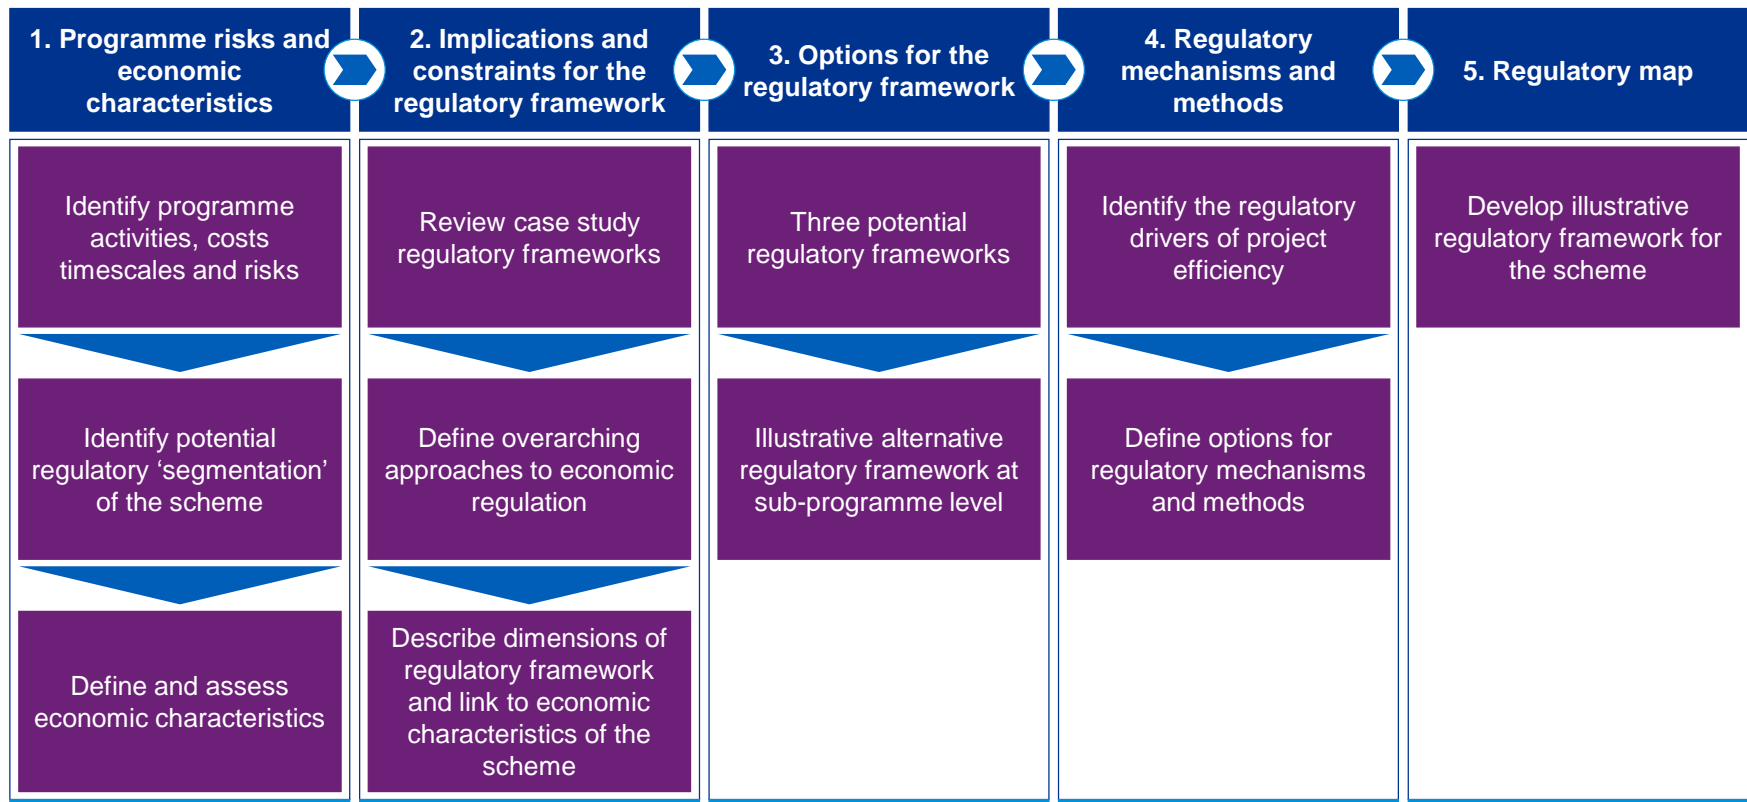 1. Programme risks and
economic
characteristics
2. Implications and
constraints for the
regulatory framework
3. Options for the
regulatory framework
4. Regulatory
mechanisms and
methods
5. Regulatory map
Identify programme
activities, costs
timescales and risks
Identify potential
regulatory ‘segmentation’
of the scheme
Define and assess
economic characteristics
Review case study
regulatory frameworks
Define overarching
approaches to economic
regulation
Describe dimensions of
regulatory framework
and link to economic
characteristics of the
scheme
Three potential
regulatory frameworks
Illustrative alternative
regulatory framework at
sub-programme level
Identify the regulatory
drivers of project
efficiency
Define options for
regulatory mechanisms
and methods
Develop illustrative
regulatory framework for
the scheme